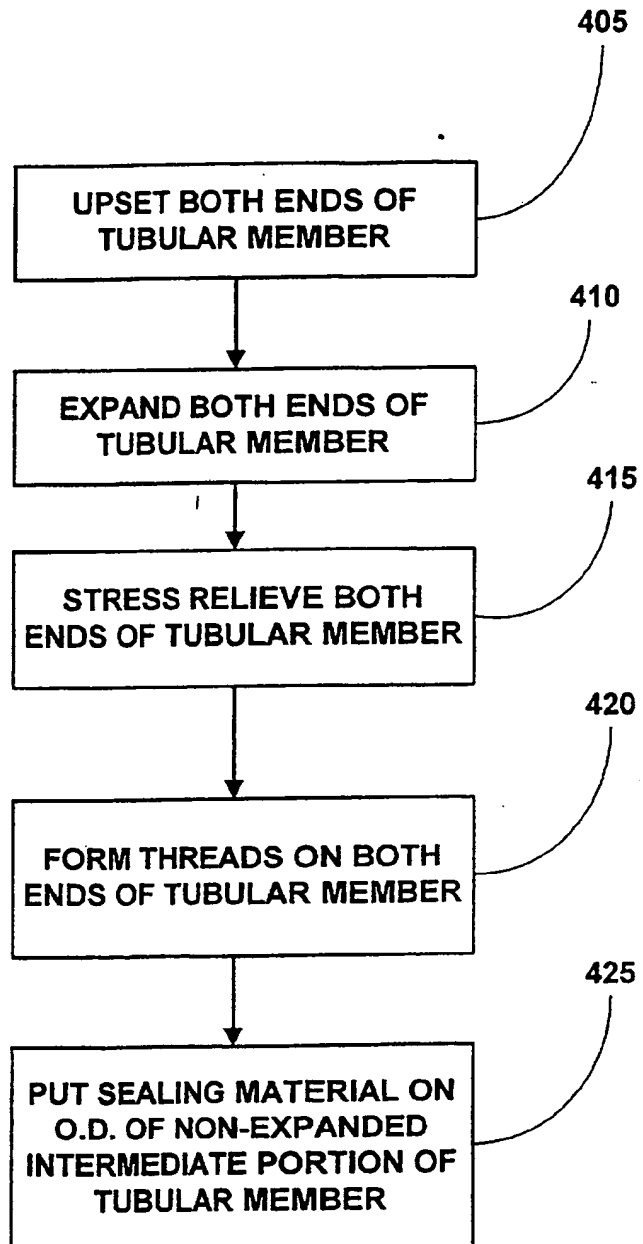 405
UPSET BOTH ENDS OF
TUBULAR MEMBER
410
EXPAND BOTH ENDS OF
TUBULAR MEMBER
415
STRESS RELIEVE BOTH
ENDS OF TUBULAR MEMBER
420
FORM THREADS ON BOTH
ENDS OF TUBULAR MEMBER
425
PUT SEALING MATERIAL ON
O.D. OF NON-EXPANDED
INTERMEDIATE PORTION OF
TUBULAR MEMBER